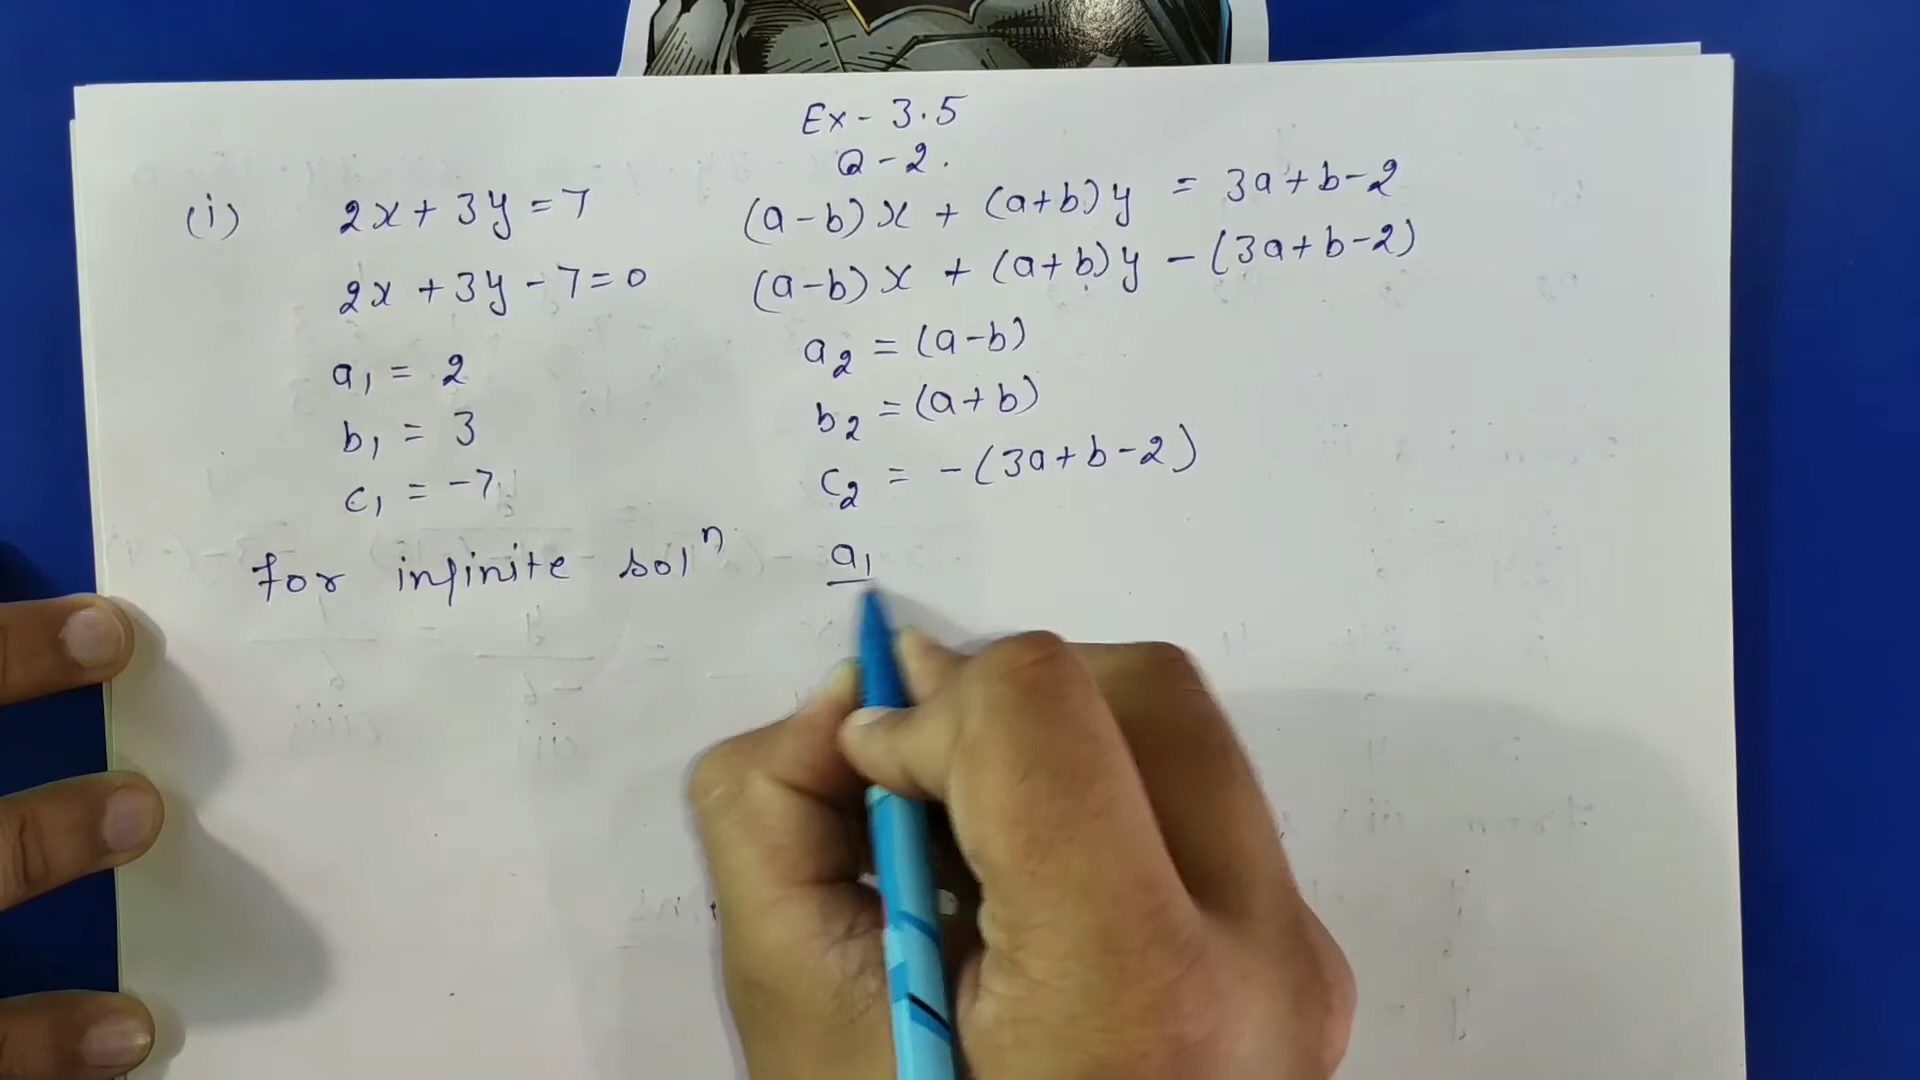 Ex - 3.5
Q - 2.
(i) 2x + 3y = 7 (a-b)x + (a+b)y = 3a+b-2
2x + 3y - 7 = 0 (a-b)x + (a+b)y - (3a+b-2)
a₁ = 2 a₂ = (a-b)
b₁ = 3 b₂ = (a+b)
c₁ = -7 c₂ = -(3a+b-2)
for infinite solⁿ a₁